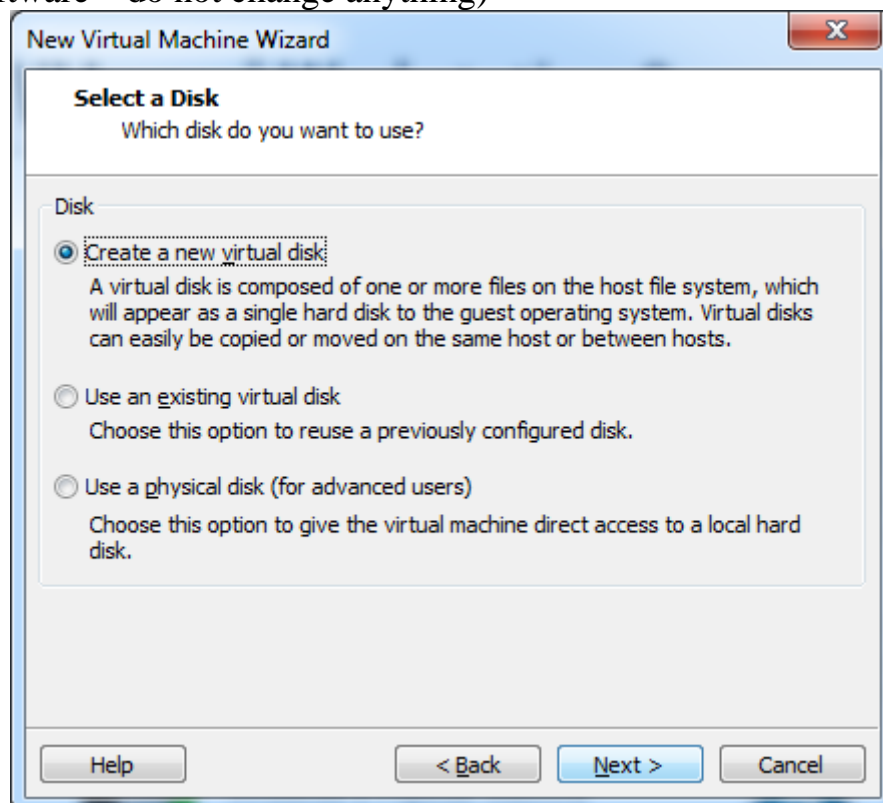 tware – do not change anything)
New Virtual Machine Wizard
Select a Disk
Which disk do you want to use?
Disk
Create a new virtual disk
A virtual disk is composed of one or more files on the host file system, which
will appear as a single hard disk to the guest operating system. Virtual disks
can easily be copied or moved on the same host or between hosts.
Use an existing virtual disk
Choose this option to reuse a previously configured disk.
Use a physical disk (for advanced users)
Choose this option to give the virtual machine direct access to a local hard
disk.
Help
< Back
Next >
Cancel